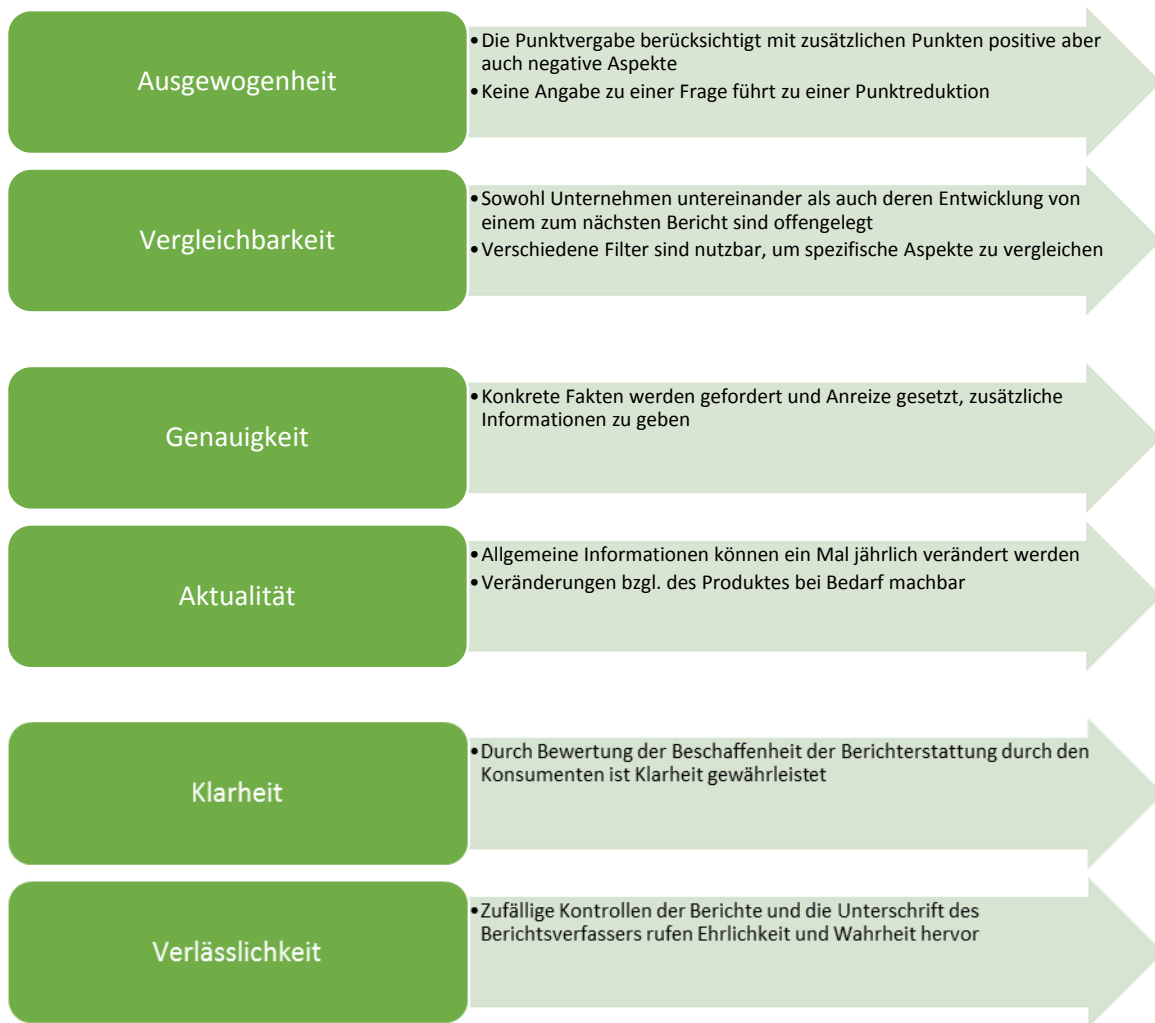 Ausgewogenheit
•Die Punktvergabe berücksichtigt mit zusätzlichen Punkten positive aber
auch negative Aspekte
•Keine Angabe zu einer Frage führt zu einer Punktreduktion
Vergleichbarkeit
•Sowohl Unternehmen untereinander als auch deren Entwicklung von
einem zum nächsten Bericht sind offengelegt
•Verschiedene Filter sind nutzbar, um spezifische Aspekte zu vergleichen
Genauigkeit
•Konkrete Fakten werden gefordert und Anreize gesetzt, zusätzliche
Informationen zu geben
Aktualität
•Allgemeine Informationen können ein Mal jährlich verändert werden
•Veränderungen bzgl. des Produktes bei Bedarf machbar
Klarheit
•Durch Bewertung der Beschaffenheit der Berichterstattung durch den
Konsumenten ist Klarheit gewährleistet
Verlässlichkeit
•Zufällige Kontrollen der Berichte und die Unterschrift des
Berichtsverfassers rufen Ehrlichkeit und Wahrheit hervor